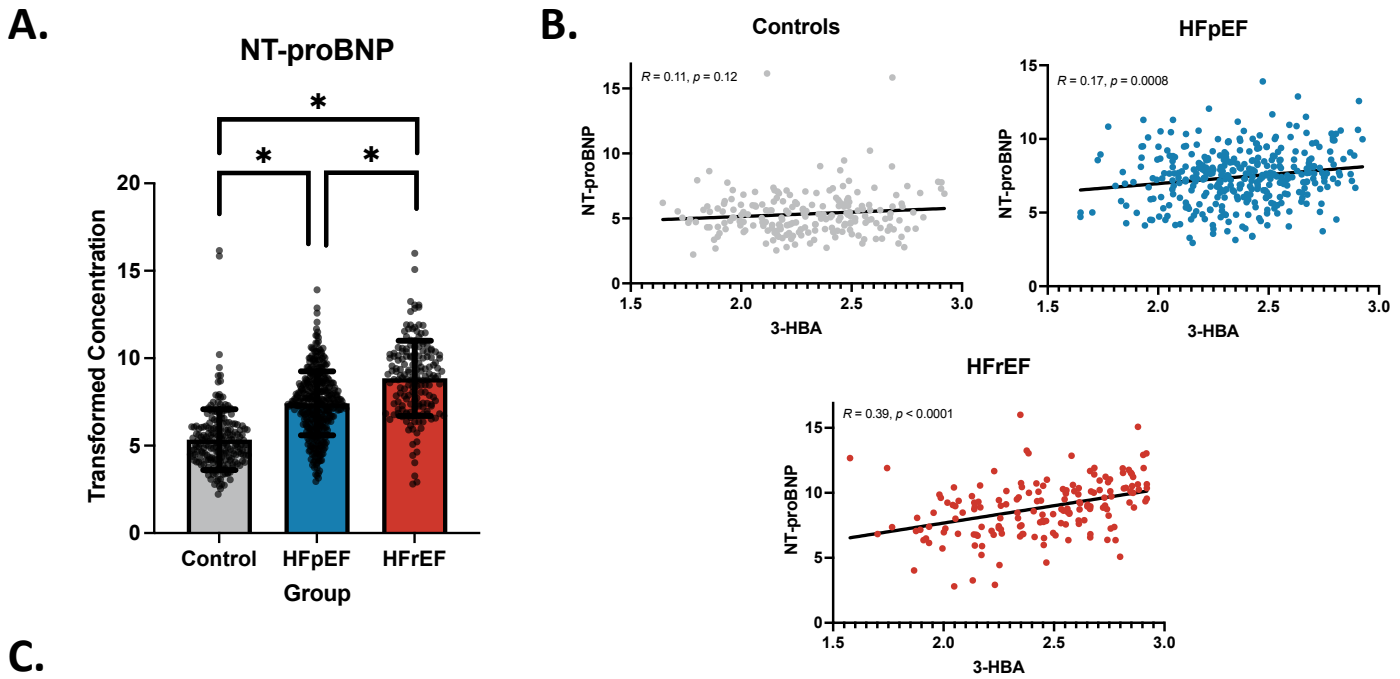 A.
NT-proBNP
*
*
*
20
15
10
5
0
Transformed Concentration
Control HFpEF HFrEF
Group
B.
Controls
R = 0.11, p = 0.12
15
10
5
0
NT-proBNP
1.5 2.0 2.5 3.0
3-HBA
HFpEF
R = 0.17, p = 0.0008
15
10
5
0
NT-proBNP
1.5 2.0 2.5 3.0
3-HBA
HFrEF
R = 0.39, p < 0.0001
15
10
5
0
NT-proBNP
1.5 2.0 2.5 3.0
3-HBA
C.